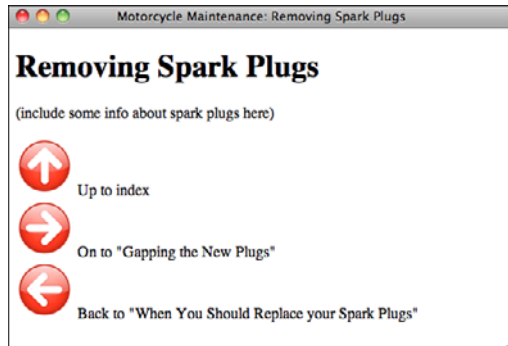 Motorcycle Maintenance: Removing Spark Plugs
Removing Spark Plugs
(include some info about spark plugs here)
Up to index
On to "Gapping the New Plugs"
Back to "When You Should Replace your Spark Plugs"